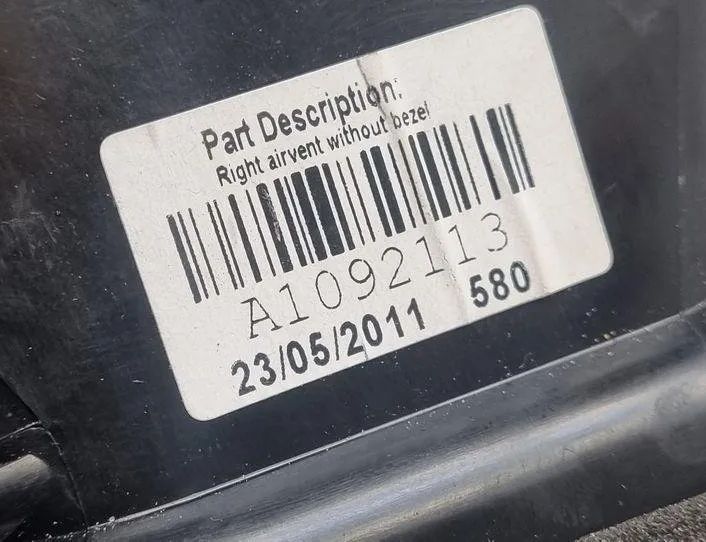 Part Description:
Right airvent without bezel
A1092113
23/05/2011 580